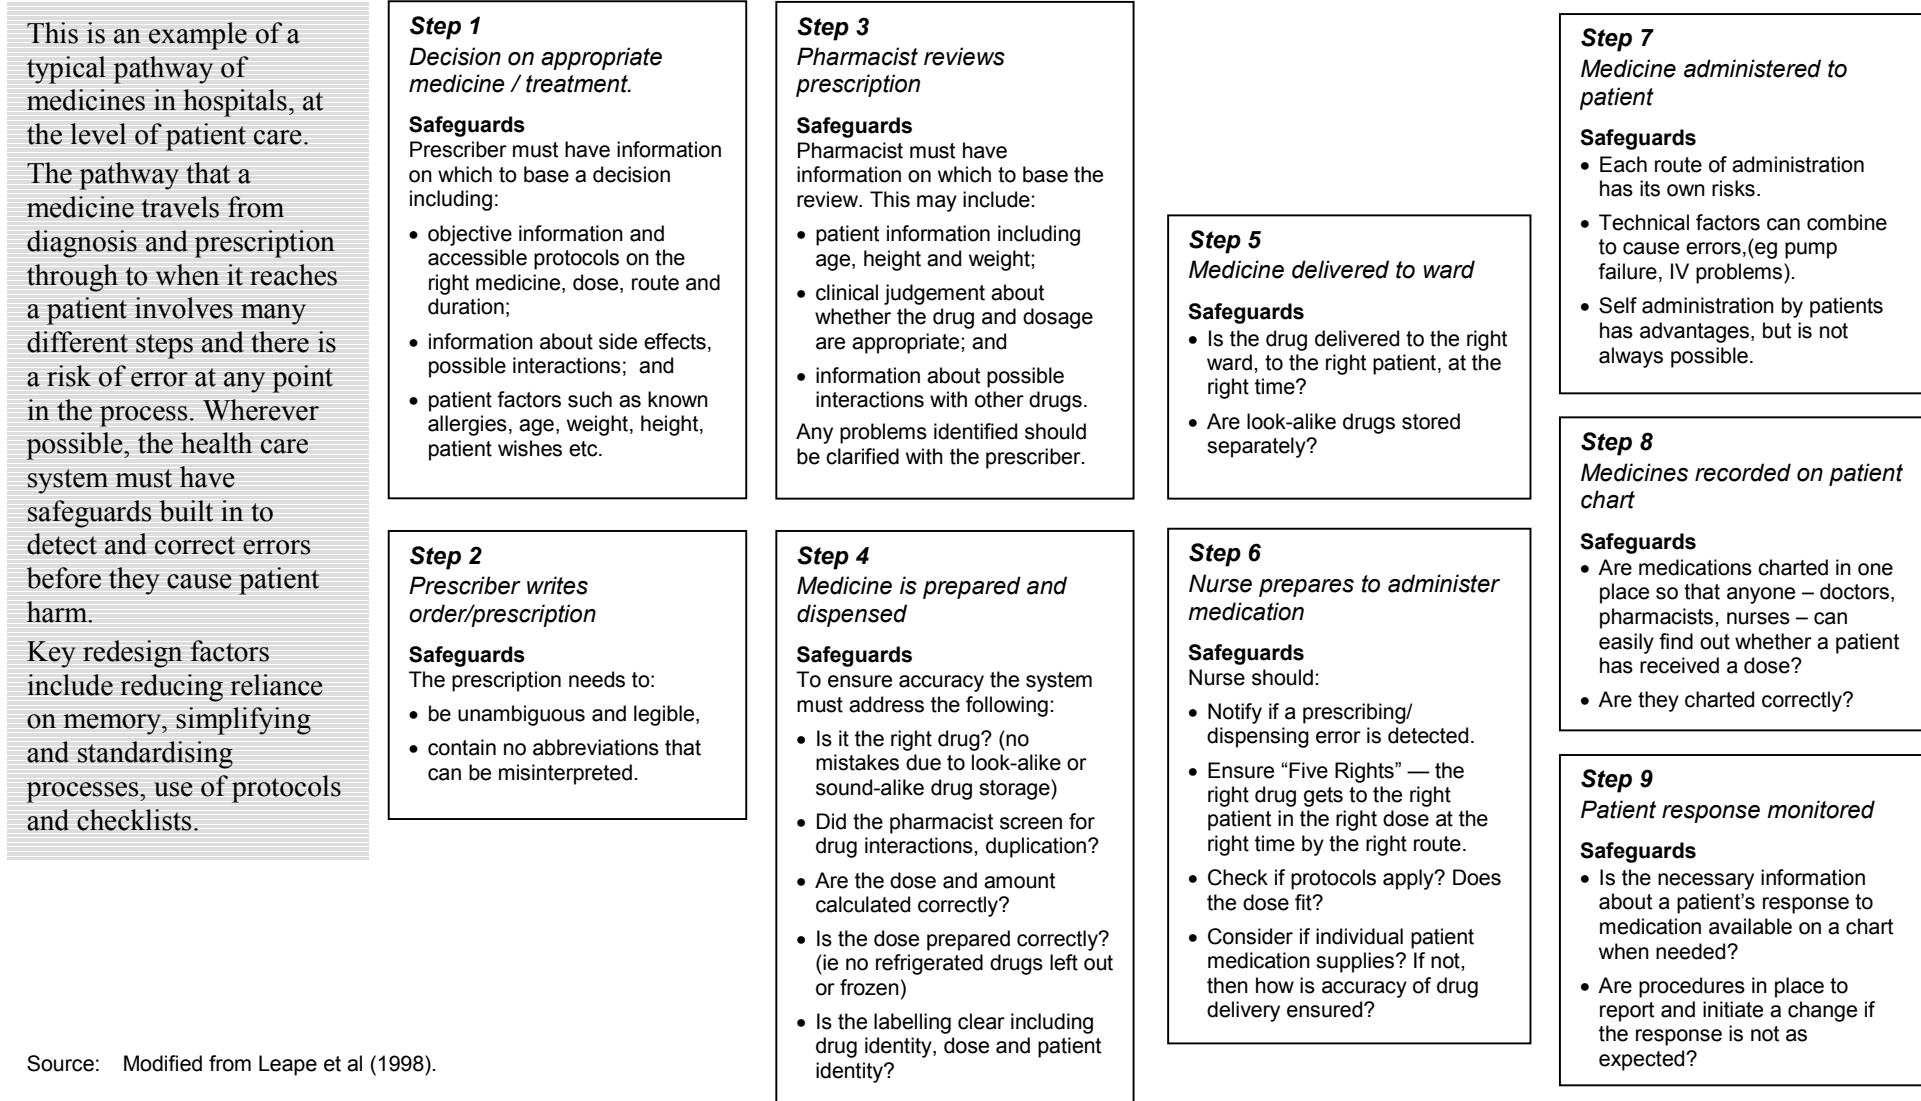 This is an example of a
typical pathway of
medicines in hospitals, at
the level of patient care.
The pathway that a
medicine travels from
diagnosis and prescription
through to when it reaches
a patient involves many
different steps and there is
a risk of error at any point
in the process. Wherever
possible, the health care
system must have
safeguards built in to
detect and correct errors
before they cause patient
harm.
Key redesign factors
include reducing reliance
on memory, simplifying
and standardising
processes, use of protocols
and checklists.
Step 1
Decision on appropriate
medicine / treatment.
Safeguards
Prescriber must have information
on which to base a decision
including:
• objective information and
accessible protocols on the
right medicine, dose, route and
duration;
• information about side effects,
possible interactions; and
• patient factors such as known
allergies, age, weight, height,
patient wishes etc.
Step 2
Prescriber writes
order/prescription
Safeguards
The prescription needs to:
• be unambiguous and legible,
• contain no abbreviations that
can be misinterpreted.
Step 3
Pharmacist reviews
prescription
Safeguards
Pharmacist must have
information on which to base the
review. This may include:
• patient information including
age, height and weight;
• clinical judgement about
whether the drug and dosage
are appropriate; and
• information about possible
interactions with other drugs.
Any problems identified should
be clarified with the prescriber.
Step 4
Medicine is prepared and
dispensed
Safeguards
To ensure accuracy the system
must address the following:
• Is it the right drug? (no
mistakes due to look-alike or
sound-alike drug storage)
• Did the pharmacist screen for
drug interactions, duplication?
• Are the dose and amount
calculated correctly?
• Is the dose prepared correctly?
(ie no refrigerated drugs left out
or frozen)
• Is the labelling clear including
drug identity, dose and patient
identity?
Step 5
Medicine delivered to ward
Safeguards
• Is the drug delivered to the right
ward, to the right patient, at the
right time?
• Are look-alike drugs stored
separately?
Step 6
Nurse prepares to administer
medication
Safeguards
Nurse should:
• Notify if a prescribing/
dispensing error is detected.
• Ensure “Five Rights” — the
right drug gets to the right
patient in the right dose at the
right time by the right route.
• Check if protocols apply? Does
the dose fit?
• Consider if individual patient
medication supplies? If not,
then how is accuracy of drug
delivery ensured?
Step 7
Medicine administered to
patient
Safeguards
• Each route of administration
has its own risks.
• Technical factors can combine
to cause errors,(eg pump
failure, IV problems).
• Self administration by patients
has advantages, but is not
always possible.
Step 8
Medicines recorded on patient
chart
Safeguards
• Are medications charted in one
place so that anyone – doctors,
pharmacists, nurses – can
easily find out whether a patient
has received a dose?
• Are they charted correctly?
Step 9
Patient response monitored
Safeguards
• Is the necessary information
about a patient’s response to
medication available on a chart
when needed?
• Are procedures in place to
report and initiate a change if
the response is not as
expected?
Source: Modified from Leape et al (1998).